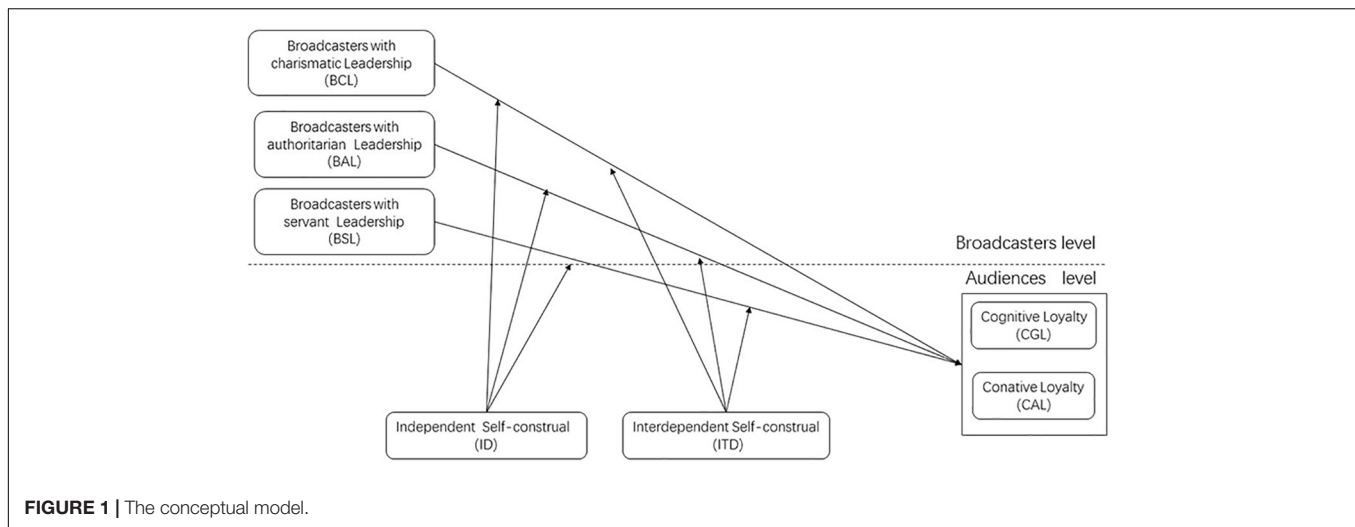 Broadcasters with
charismatic Leadership
(BCL)
Broadcasters with
authoritarian Leadership
(BAL)
Broadcasters with
servant Leadership
(BSL)
Broadcasters level
Audiences level
Cognitive Loyalty
(CGL)
Conative Loyalty
(CAL)
Independent Self-construal
(ID)
Interdependent Self-construal
(ITD)
FIGURE 1 | The conceptual model.